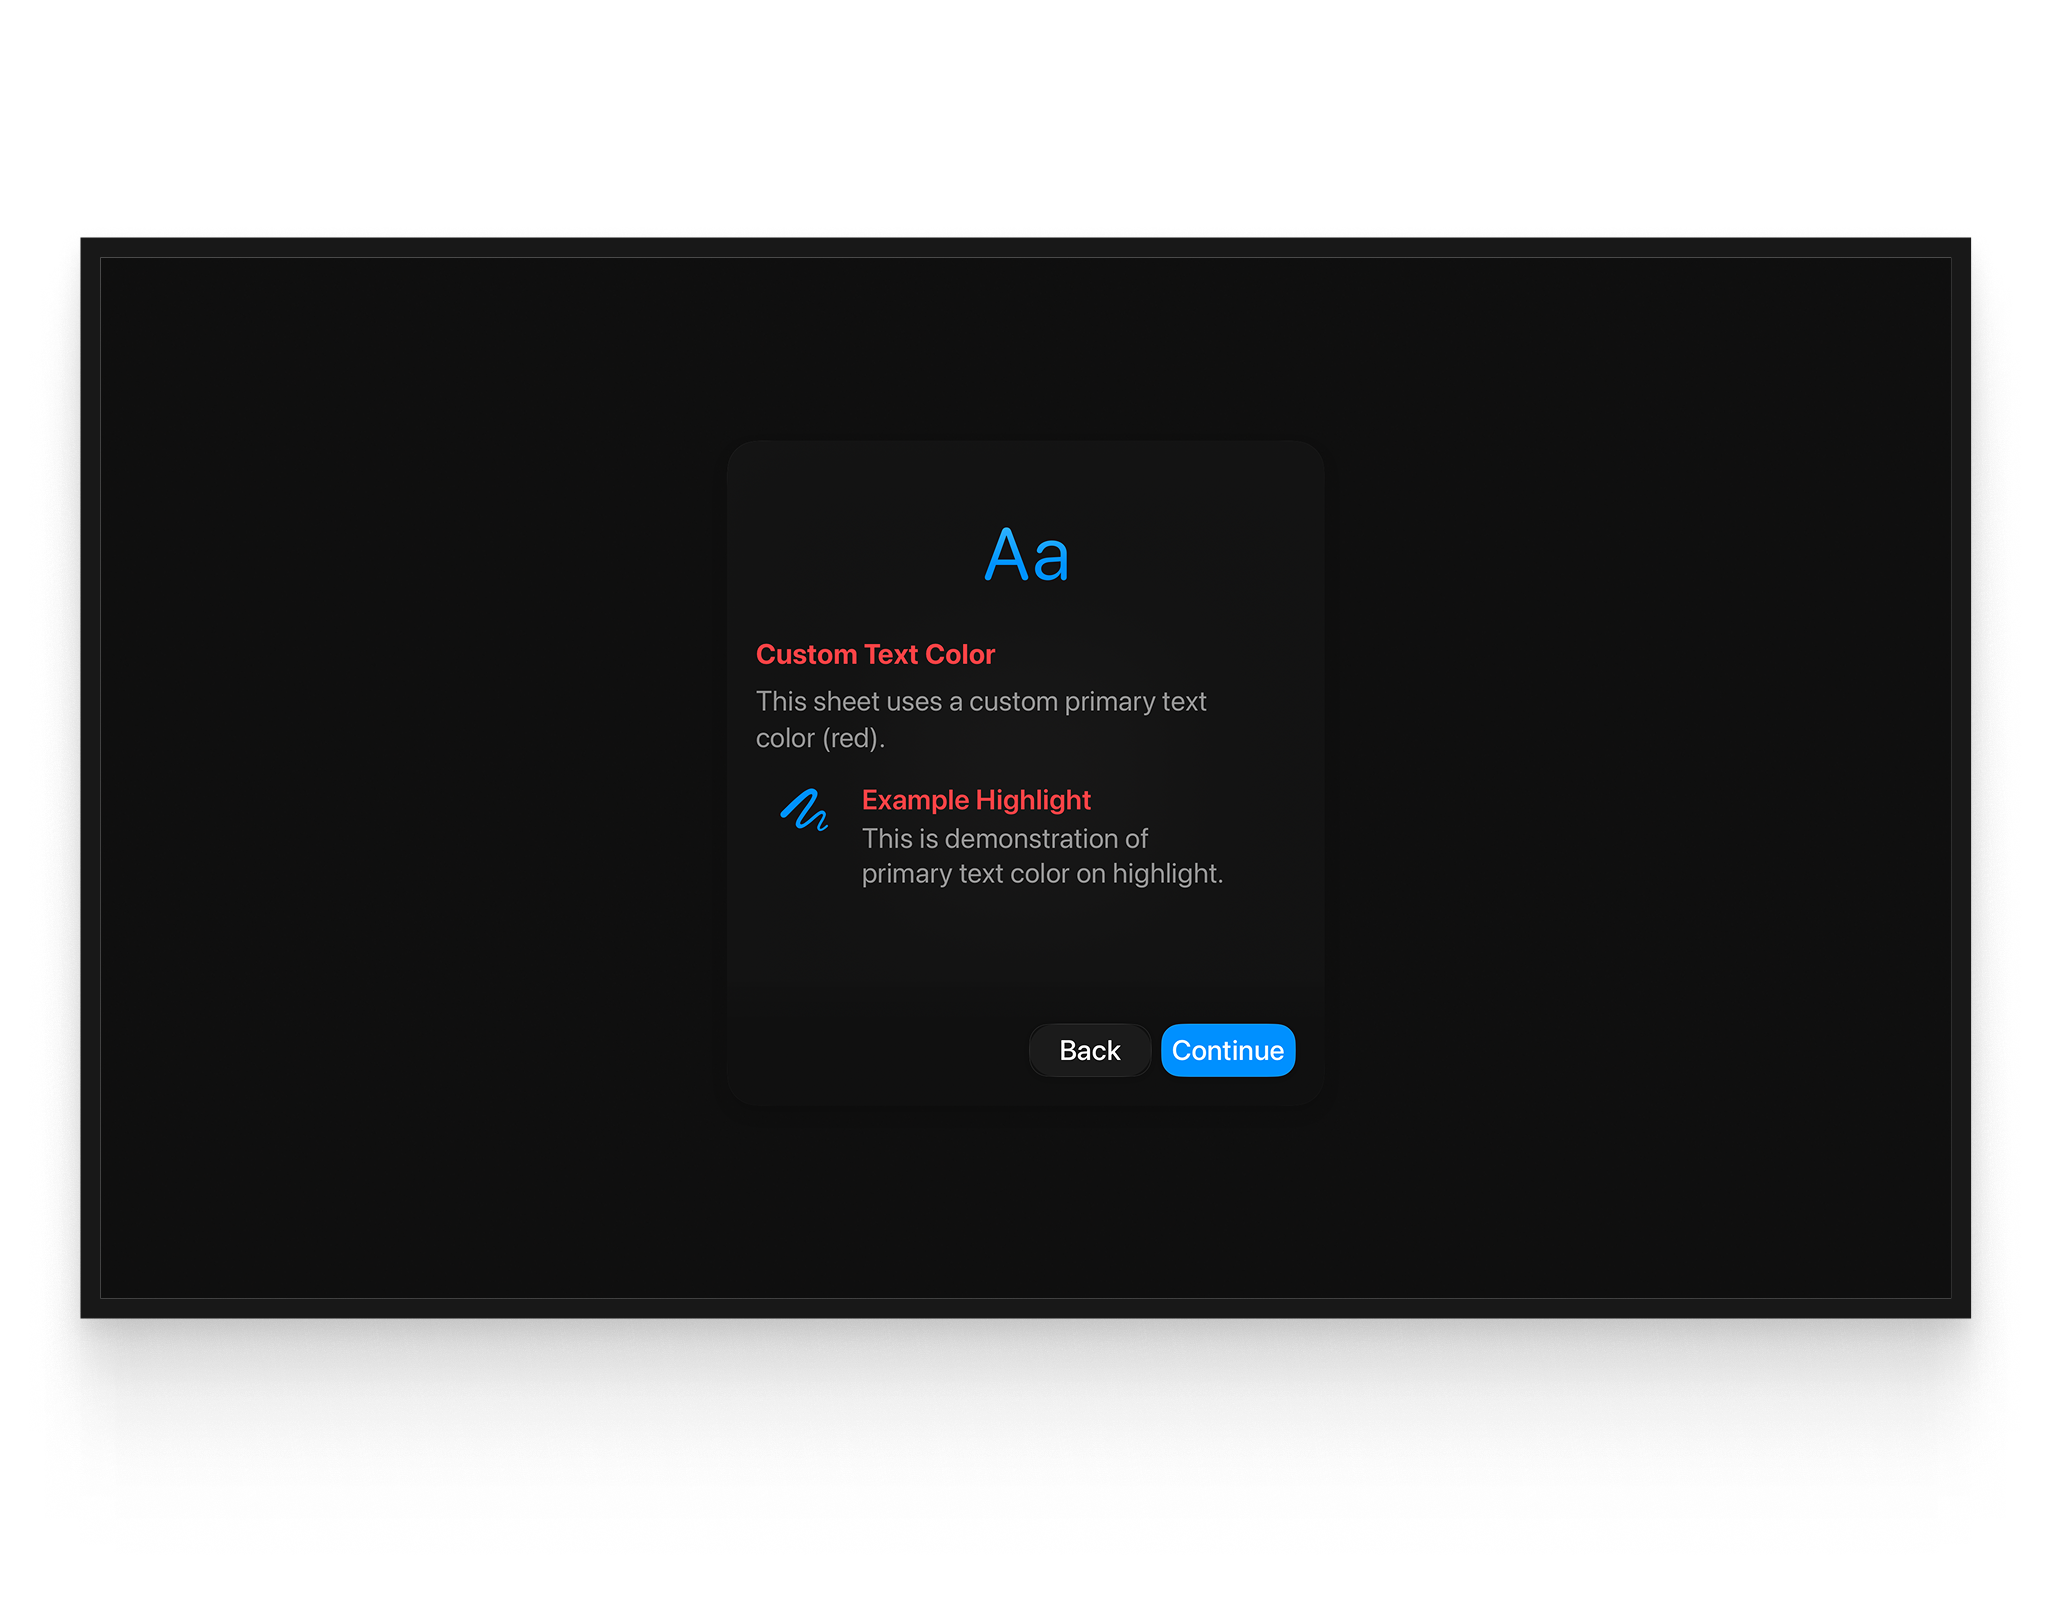 Aa
Custom Text Color
This sheet uses a custom primary text
color (red).
Example Highlight
This is demonstration of
primary text color on highlight.
Back
Continue